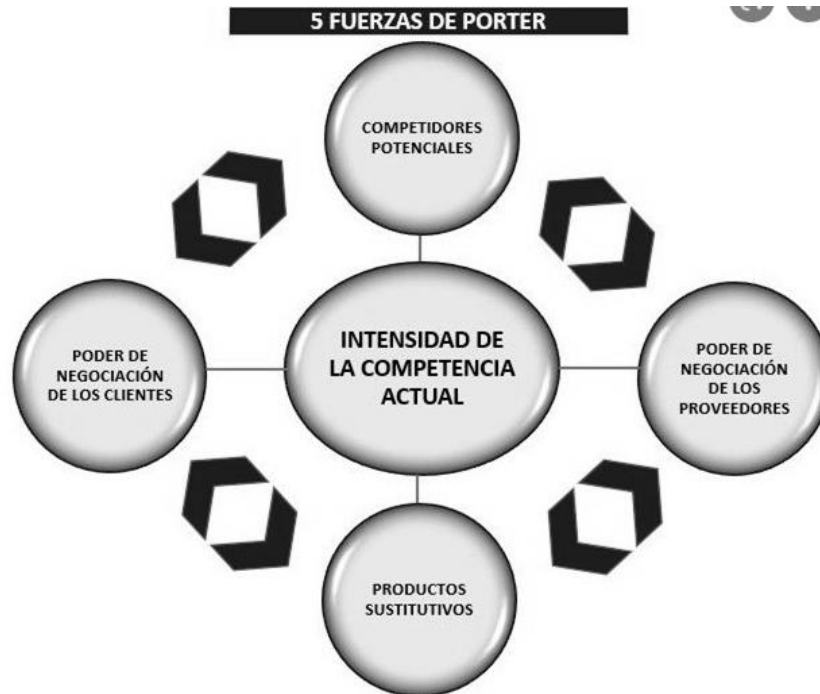 5 FUERZAS DE PORTER
COMPETIDORES
POTENCIALES
PODER DE
NEGOCIACIÓN
DE LOS CLIENTES
INTENSIDAD DE
LA COMPETENCIA
ACTUAL
PODER DE
NEGOCIACIÓN
DE LOS
PROVEEDORES
PRODUCTOS
SUSTITUTIVOS